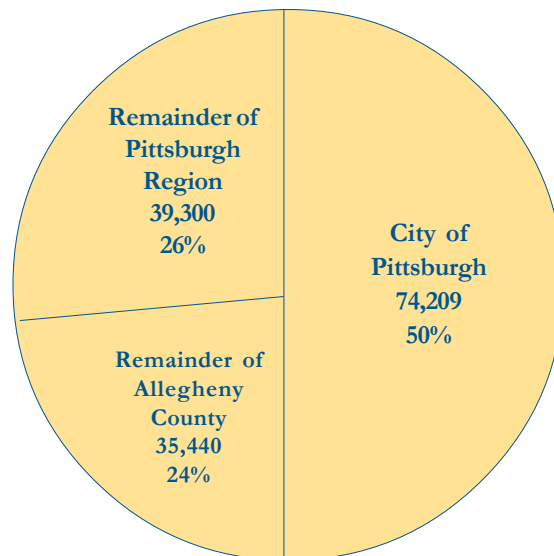 Remainder of
Pittsburgh
Region
39,300
26%
City of
Pittsburgh
74,209
50%
Remainder of
Allegheny
County
35,440
24%